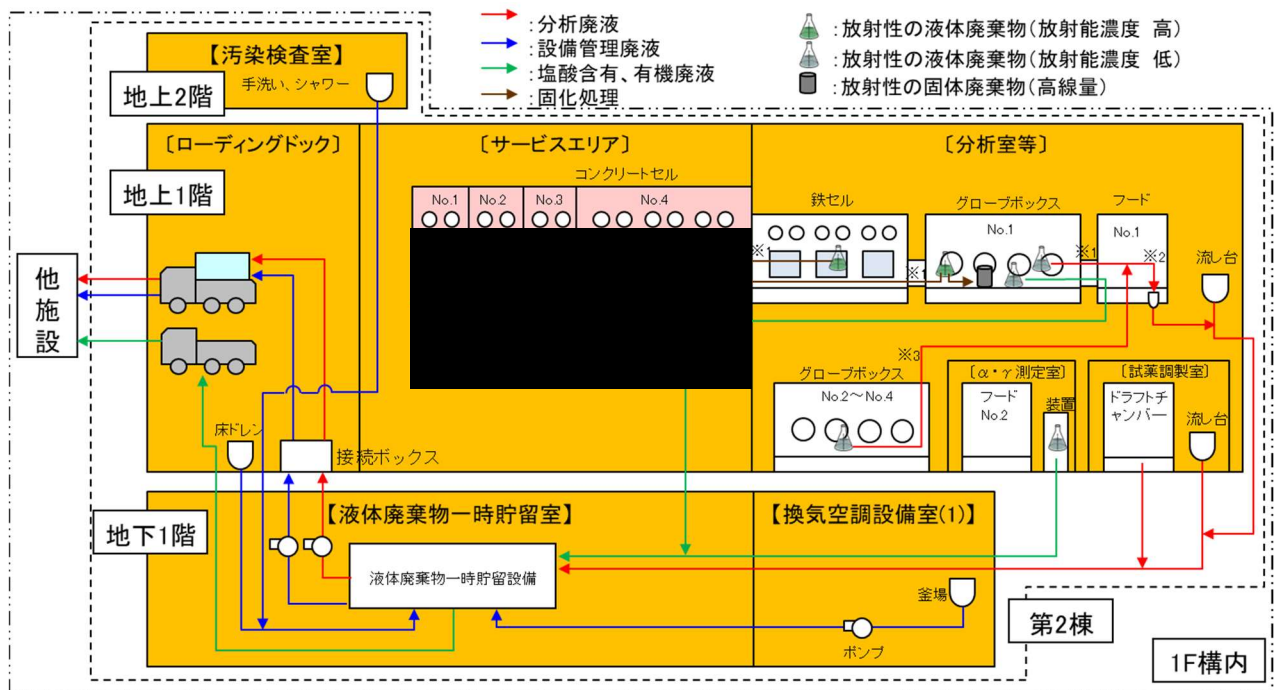 :分析廃液
:設備管理廃液
:塩酸含有、有機廃液
:固化処理
:放射性の液体廃棄物(放射能濃度 高)
:放射性の液体廃棄物(放射能濃度 低)
:放射性の固体廃棄物(高線量)
【汚染検査室】
手洗い、シャワー
地上2階
〔ローディングドック〕
〔サービスエリア〕
〔分析室等〕
地上1階
コンクリートセル
No.1
No.2
No.3
No.4
鉄セル
グローブボックス
No.1
フード
No.1
※1
※1
※1
※2
流し台
他施設
※3
グローブボックス
No.2~No.4
〔α・γ測定室〕
フード
No.2
装置
〔試薬調製室〕
ドラフトチ
ャンバー
流し台
床ドレン
接続ボックス
地下1階
【液体廃棄物一時貯留室】
【換気空調設備室(1)】
液体廃棄物一時貯留設備
釜場
ポンプ
第2棟
1F構内